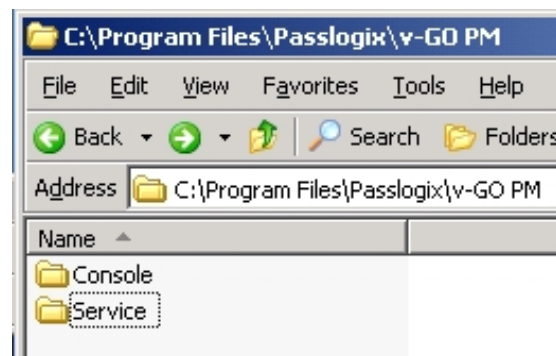 C:\Program Files\Passlogix\v-GO PM
File Edit View Favorites Tools Help
Back Search Folders
Address C:\Program Files\Passlogix\v-GO PM
Name
Console
Service